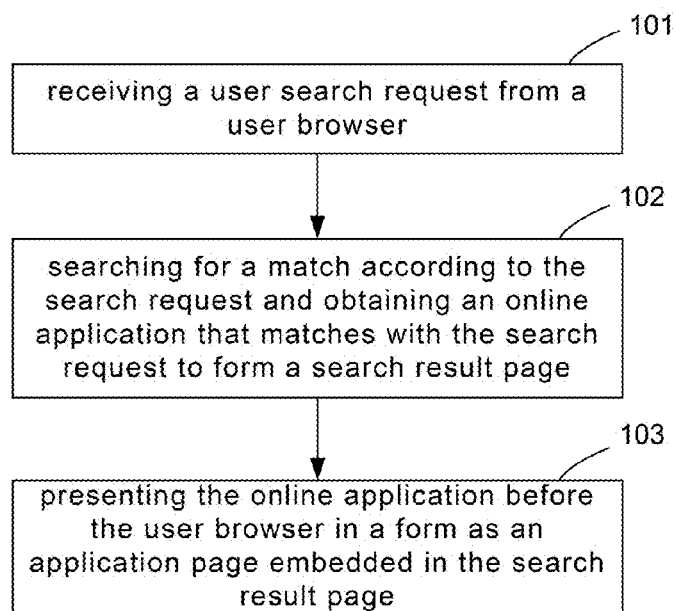 101
receiving a user search request from a
user browser
102
searching for a match according to the
search request and obtaining an online
application that matches with the search
request to form a search result page
103
presenting the online application before
the user browser in a form as an
application page embedded in the search
result page